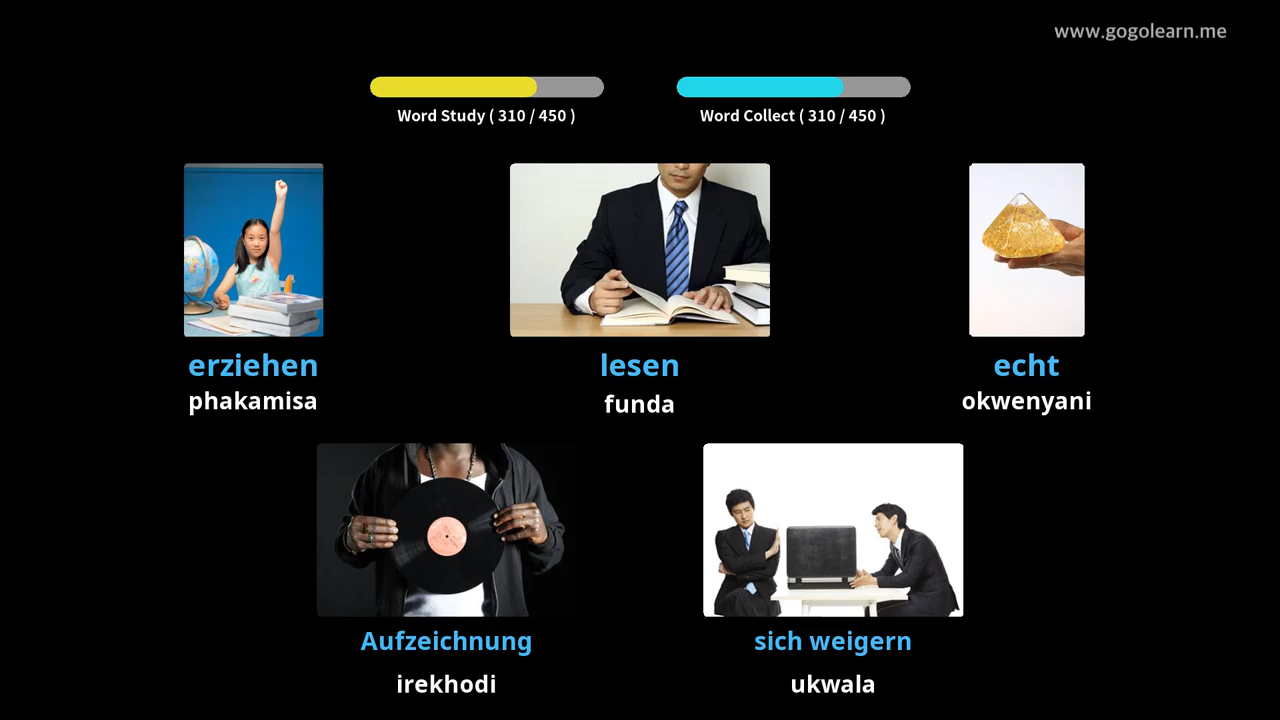 www.gogolearn.me
Word Study ( 310 / 450 )
Word Collect ( 310 / 450 )
erziehen
phakamisa
lesen
funda
echt
okwenyani
Aufzeichnung
irekhodi
sich weigern
ukwala